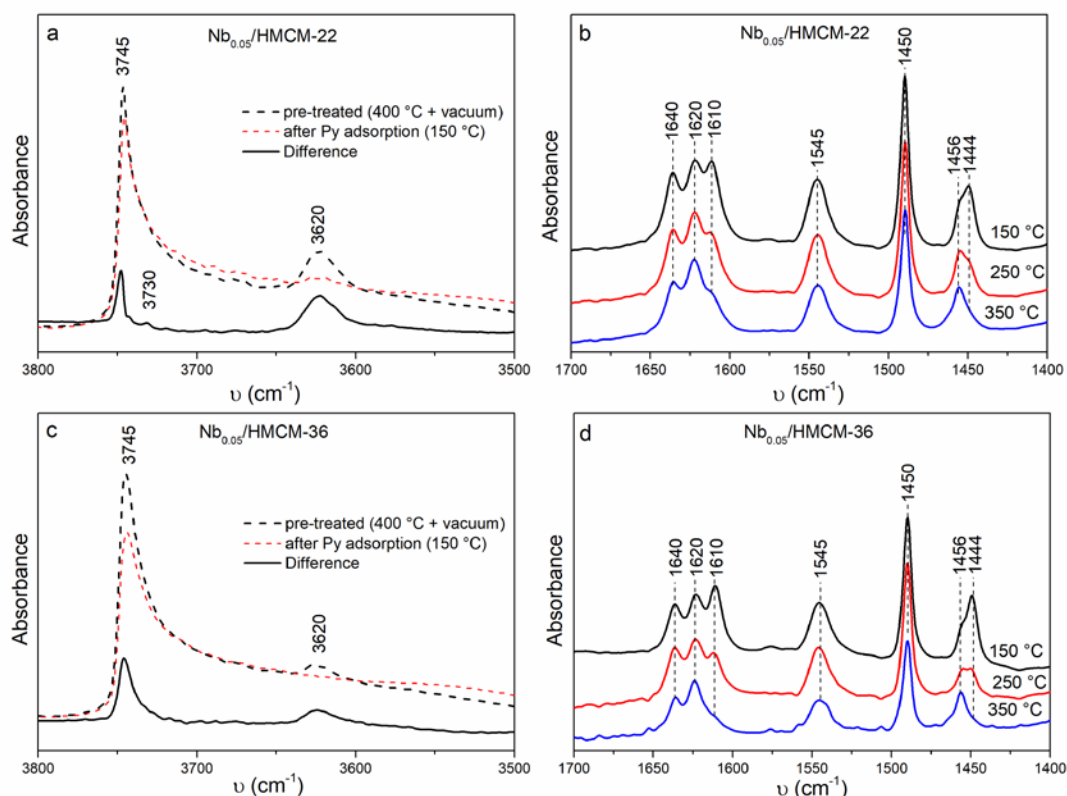 a
Nb0.05/HMCM-22
3745
3730
3620
pre-treated (400 °C + vacuum)
after Py adsorption (150 °C)
Difference
Absorbance
3800 3700 3600 3500
υ (cm-1)
b
Nb0.05/HMCM-22
1640
1620
1610
1545
1450
1456
1444
150 °C
250 °C
350 °C
Absorbance
1700 1650 1600 1550 1500 1450 1400
υ (cm-1)
c
Nb0.05/HMCM-36
3745
3620
pre-treated (400 °C + vacuum)
after Py adsorption (150 °C)
Difference
Absorbance
3800 3700 3600 3500
υ (cm-1)
d
Nb0.05/HMCM-36
1640
1620
1610
1545
1450
1456
1444
150 °C
250 °C
350 °C
Absorbance
1700 1650 1600 1550 1500 1450 1400
υ (cm-1)